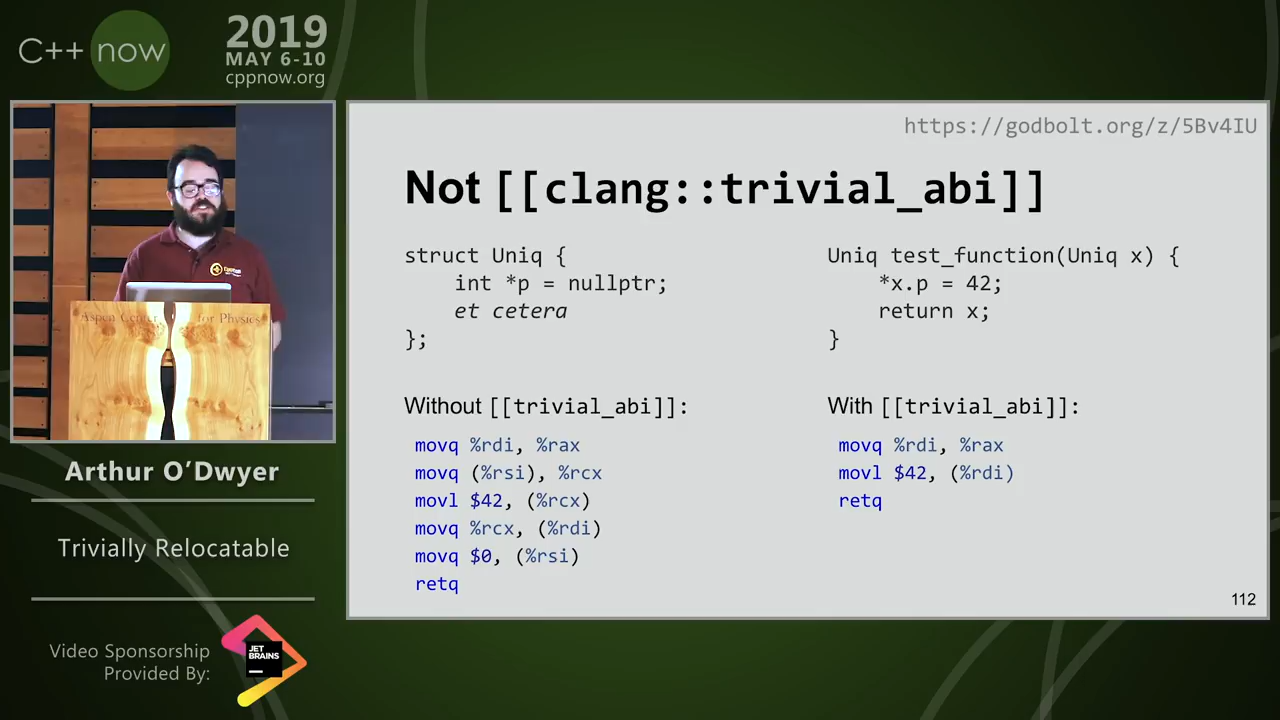 C++ now
2019
MAY 6-10
cppnow.org
Aspen Center for Physics
Arthur O’Dwyer
Trivially Relocatable
Video Sponsorship
Provided By:
JET
BRAINS
https://godbolt.org/z/5Bv4IU
Not [[clang::trivial_abi]]
struct Uniq {
int *p = nullptr;
et cetera
};
Uniq test_function(Uniq x) {
*x.p = 42;
return x;
}
Without [[trivial_abi]]:
movq %rdi, %rax
movq (%rsi), %rcx
movl $42, (%rcx)
movq %rcx, (%rdi)
movq $0, (%rsi)
retq
With [[trivial_abi]]:
movq %rdi, %rax
movl $42, (%rdi)
retq
112